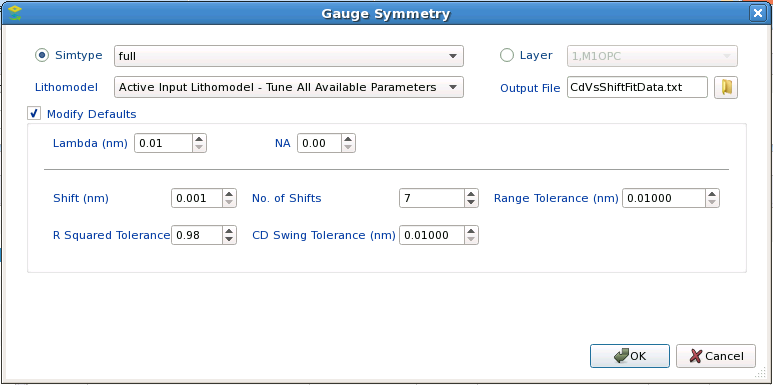 Gauge Symmetry
Simtype full Layer 1,M1OPC
Lithomodel Active Input Lithomodel - Tune All Available Parameters Output File CdVsShiftFitData.txt
Modify Defaults
Lambda (nm) 0.01 NA 0.00
Shift (nm) 0.001 No. of Shifts 7 Range Tolerance (nm) 0.01000
R Squared Tolerance 0.98 CD Swing Tolerance (nm) 0.01000
OK Cancel